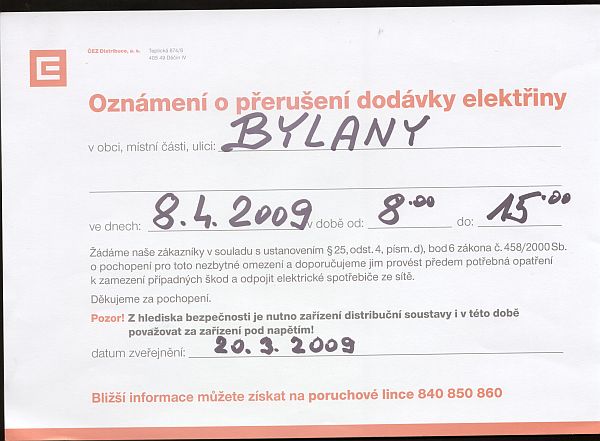 ČEZ Distribuce, a. s. Teplická 874/8
405 49 Děčín IV
Oznámení o přerušení dodávky elektřiny
v obci, místní části, ulici: BYLANY
ve dnech: 8.4.2009 v době od: 8.00 do: 15.00
Žádáme naše zákazníky v souladu s ustanovením § 25, odst. 4, písm. d), bod 6 zákona č. 458/2000 Sb.
o pochopení pro toto nezbytné omezení a doporučujeme jim provést předem potřebná opatření
k zamezení případných škod a odpojit elektrické spotřebiče ze sítě.
Děkujeme za pochopení.
Pozor! Z hlediska bezpečnosti je nutno zařízení distribuční soustavy i v této době
považovat za zařízení pod napětím!
datum zveřejnění: 20.3.2009
Bližší informace můžete získat na poruchové lince 840 850 860